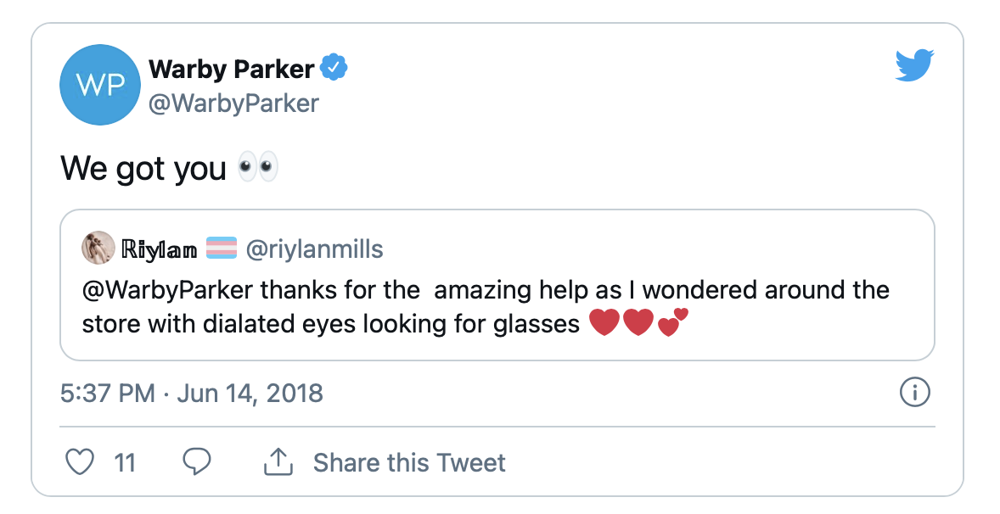 WP
Warby Parker
@WarbyParker
We got you 👀
ℝ𝕚𝕪𝕝𝕒𝕟 @riylanmills
@WarbyParker thanks for the  amazing help as I wondered around the
store with dialated eyes looking for glasses ❤️❤️💕
5:37 PM · Jun 14, 2018
11
Share this Tweet